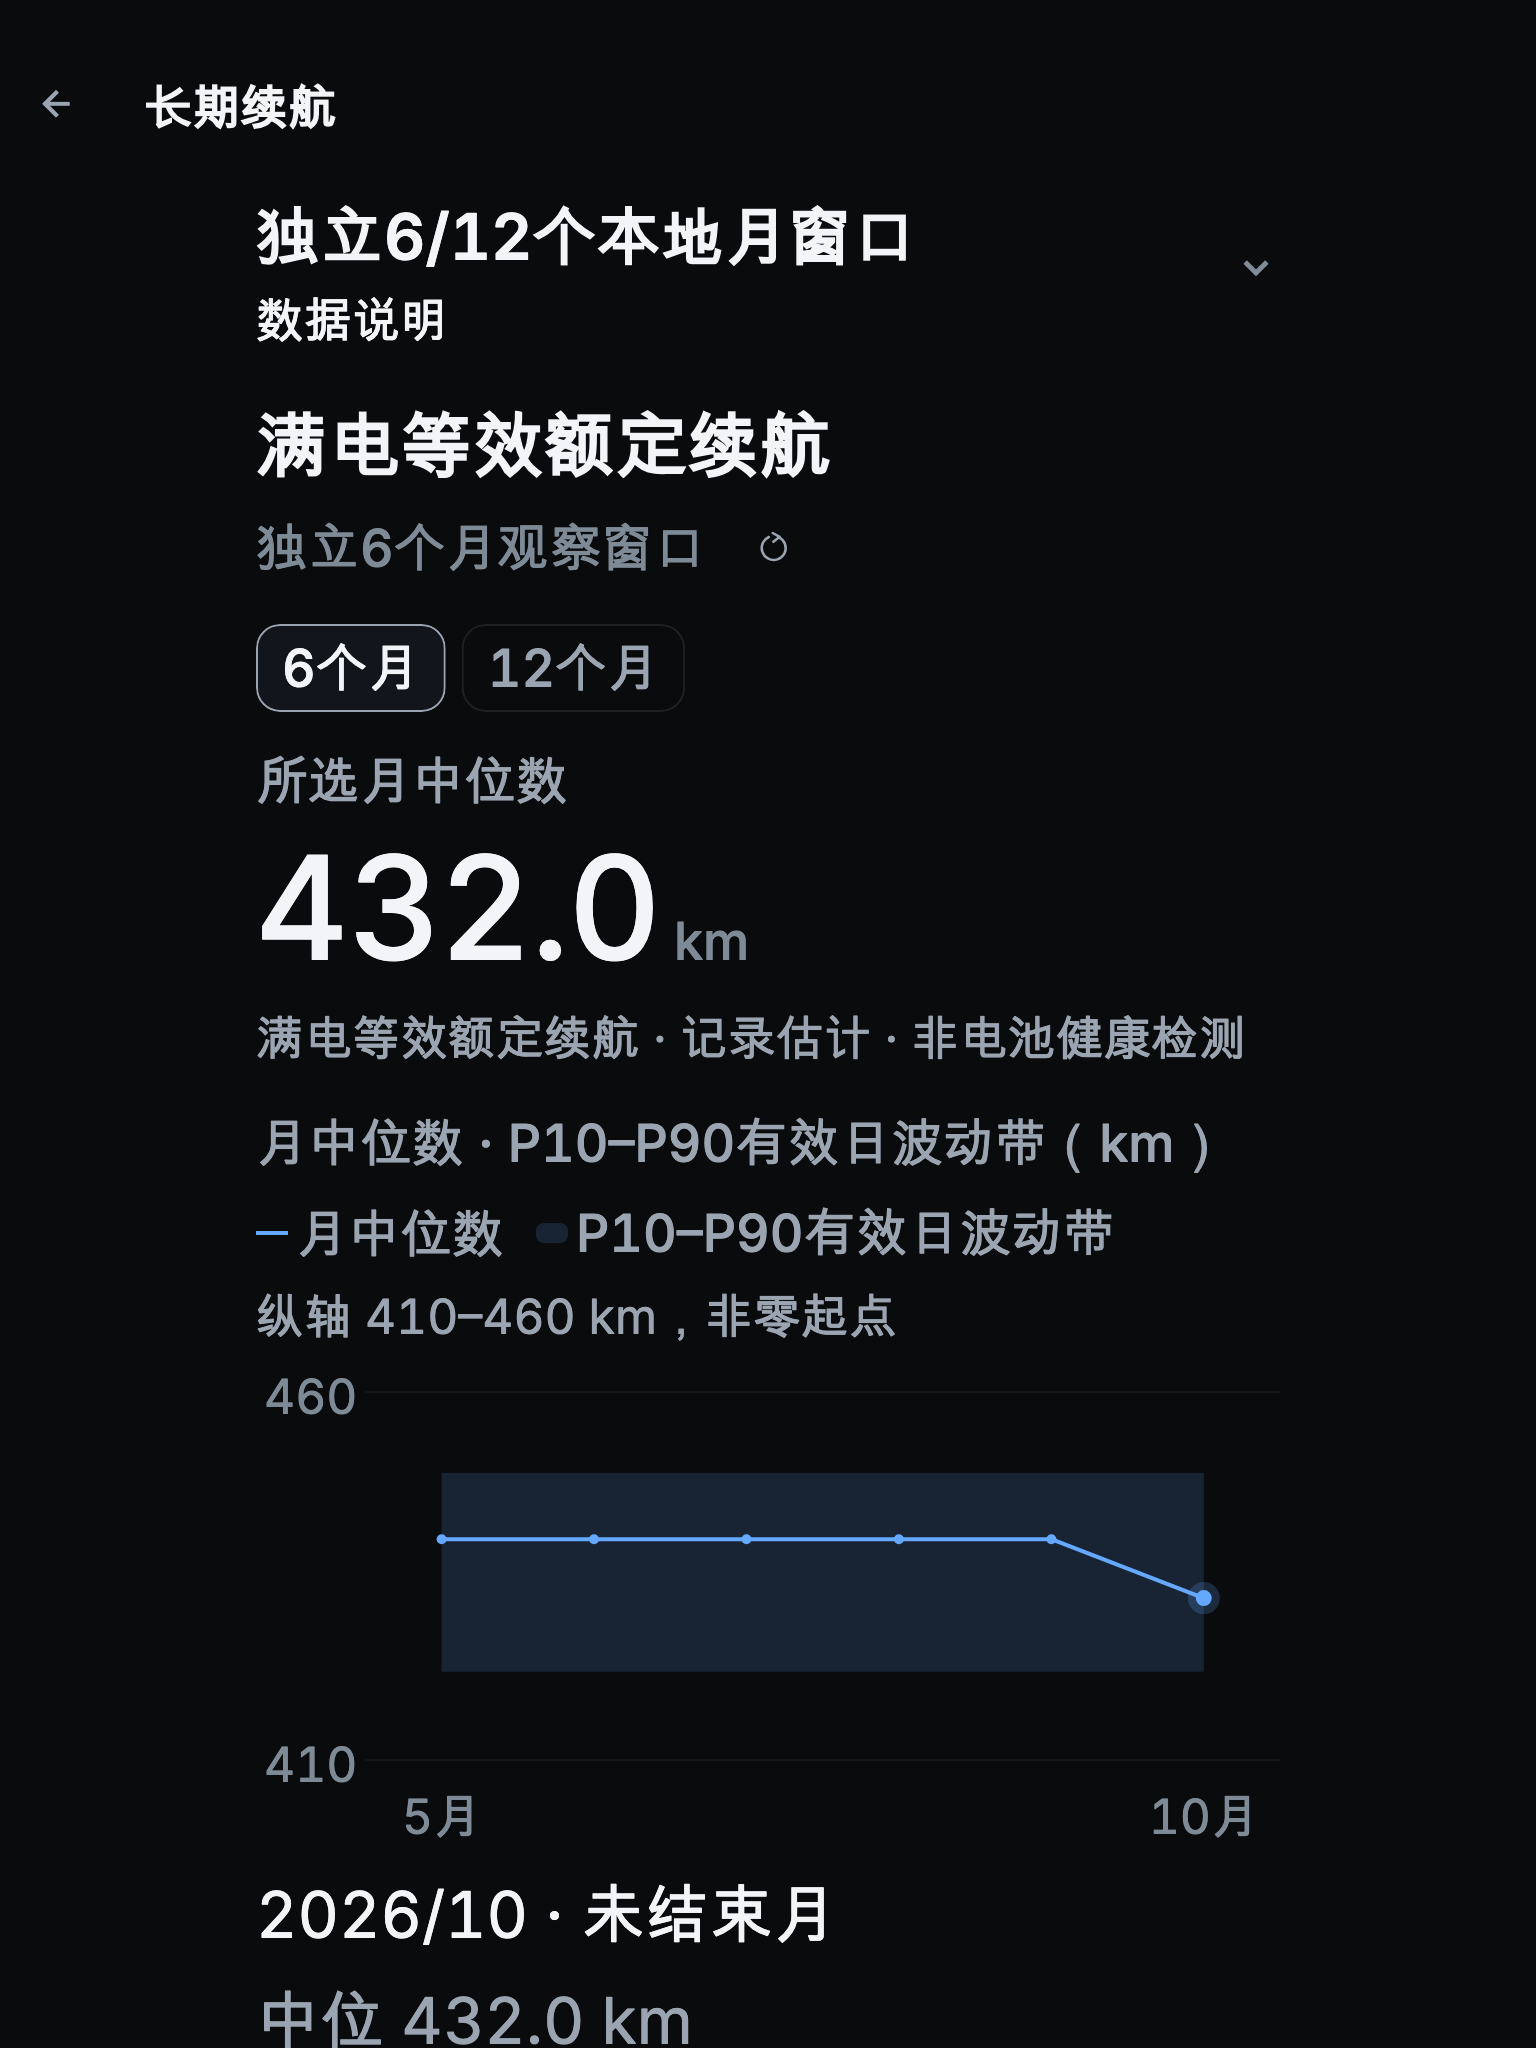 长期续航
独立6/12个本地月窗口
数据说明
满电等效额定续航
独立6个月观察窗口
6个月
12个月
所选月中位数
432.0 km
满电等效额定续航 · 记录估计 · 非电池健康检测
月中位数 · P10–P90有效日波动带（km）
月中位数 P10–P90有效日波动带
纵轴 410–460 km，非零起点
460
410
5月
10月
2026/10 · 未结束月
中位 432.0 km